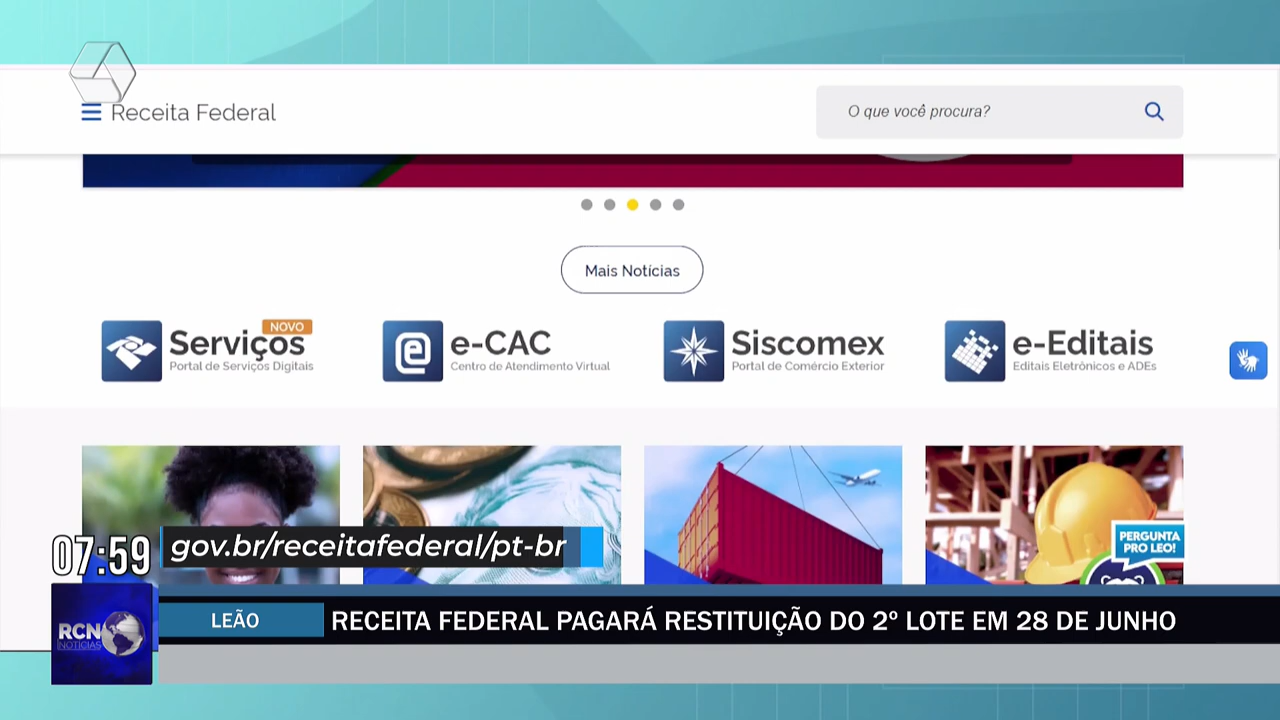 Receita Federal
O que você procura?
Mais Notícias
NOVO
Serviços
Portal de Serviços Digitais
e-CAC
Centro de Atendimento Virtual
Siscomex
Portal de Comércio Exterior
e-Editais
Editais Eletrônicos e ADEs
PERGUNTA
PRO LEO!
07:59
gov.br/receitafederal/pt-br
LEÃO
RECEITA FEDERAL PAGARÁ RESTITUIÇÃO DO 2º LOTE EM 28 DE JUNHO
RCN
NOTÍCIAS